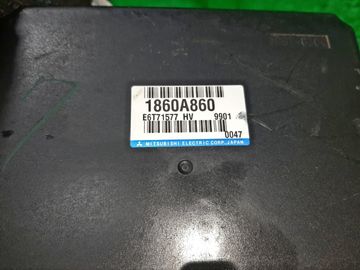 1860A860
E6T71577 HV 9901
0047
MITSUBISHI ELECTRIC CORP. JAPAN